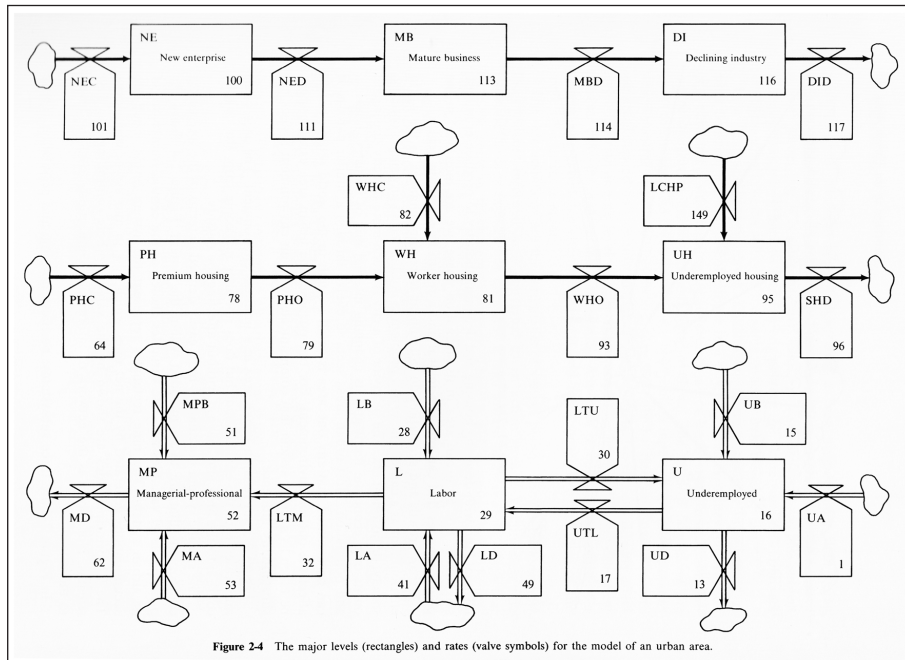 NE
New enterprise
100
MB
Mature business
113
DI
Declining industry
116
NEC
101
NED
111
MBD
114
DID
117
WHC
82
LCHP
149
PH
Premium housing
78
WH
Worker housing
81
UH
Underemployed housing
95
PHC
64
PHO
79
WHO
93
SHD
96
MPB
51
LB
28
LTU
30
UB
15
MP
Managerial-professional
52
L
Labor
29
U
Underemployed
16
MD
62
LTM
32
UTL
17
UA
1
MA
53
LA
41
LD
49
UD
13
Figure 2-4 The major levels (rectangles) and rates (valve symbols) for the model of an urban area.